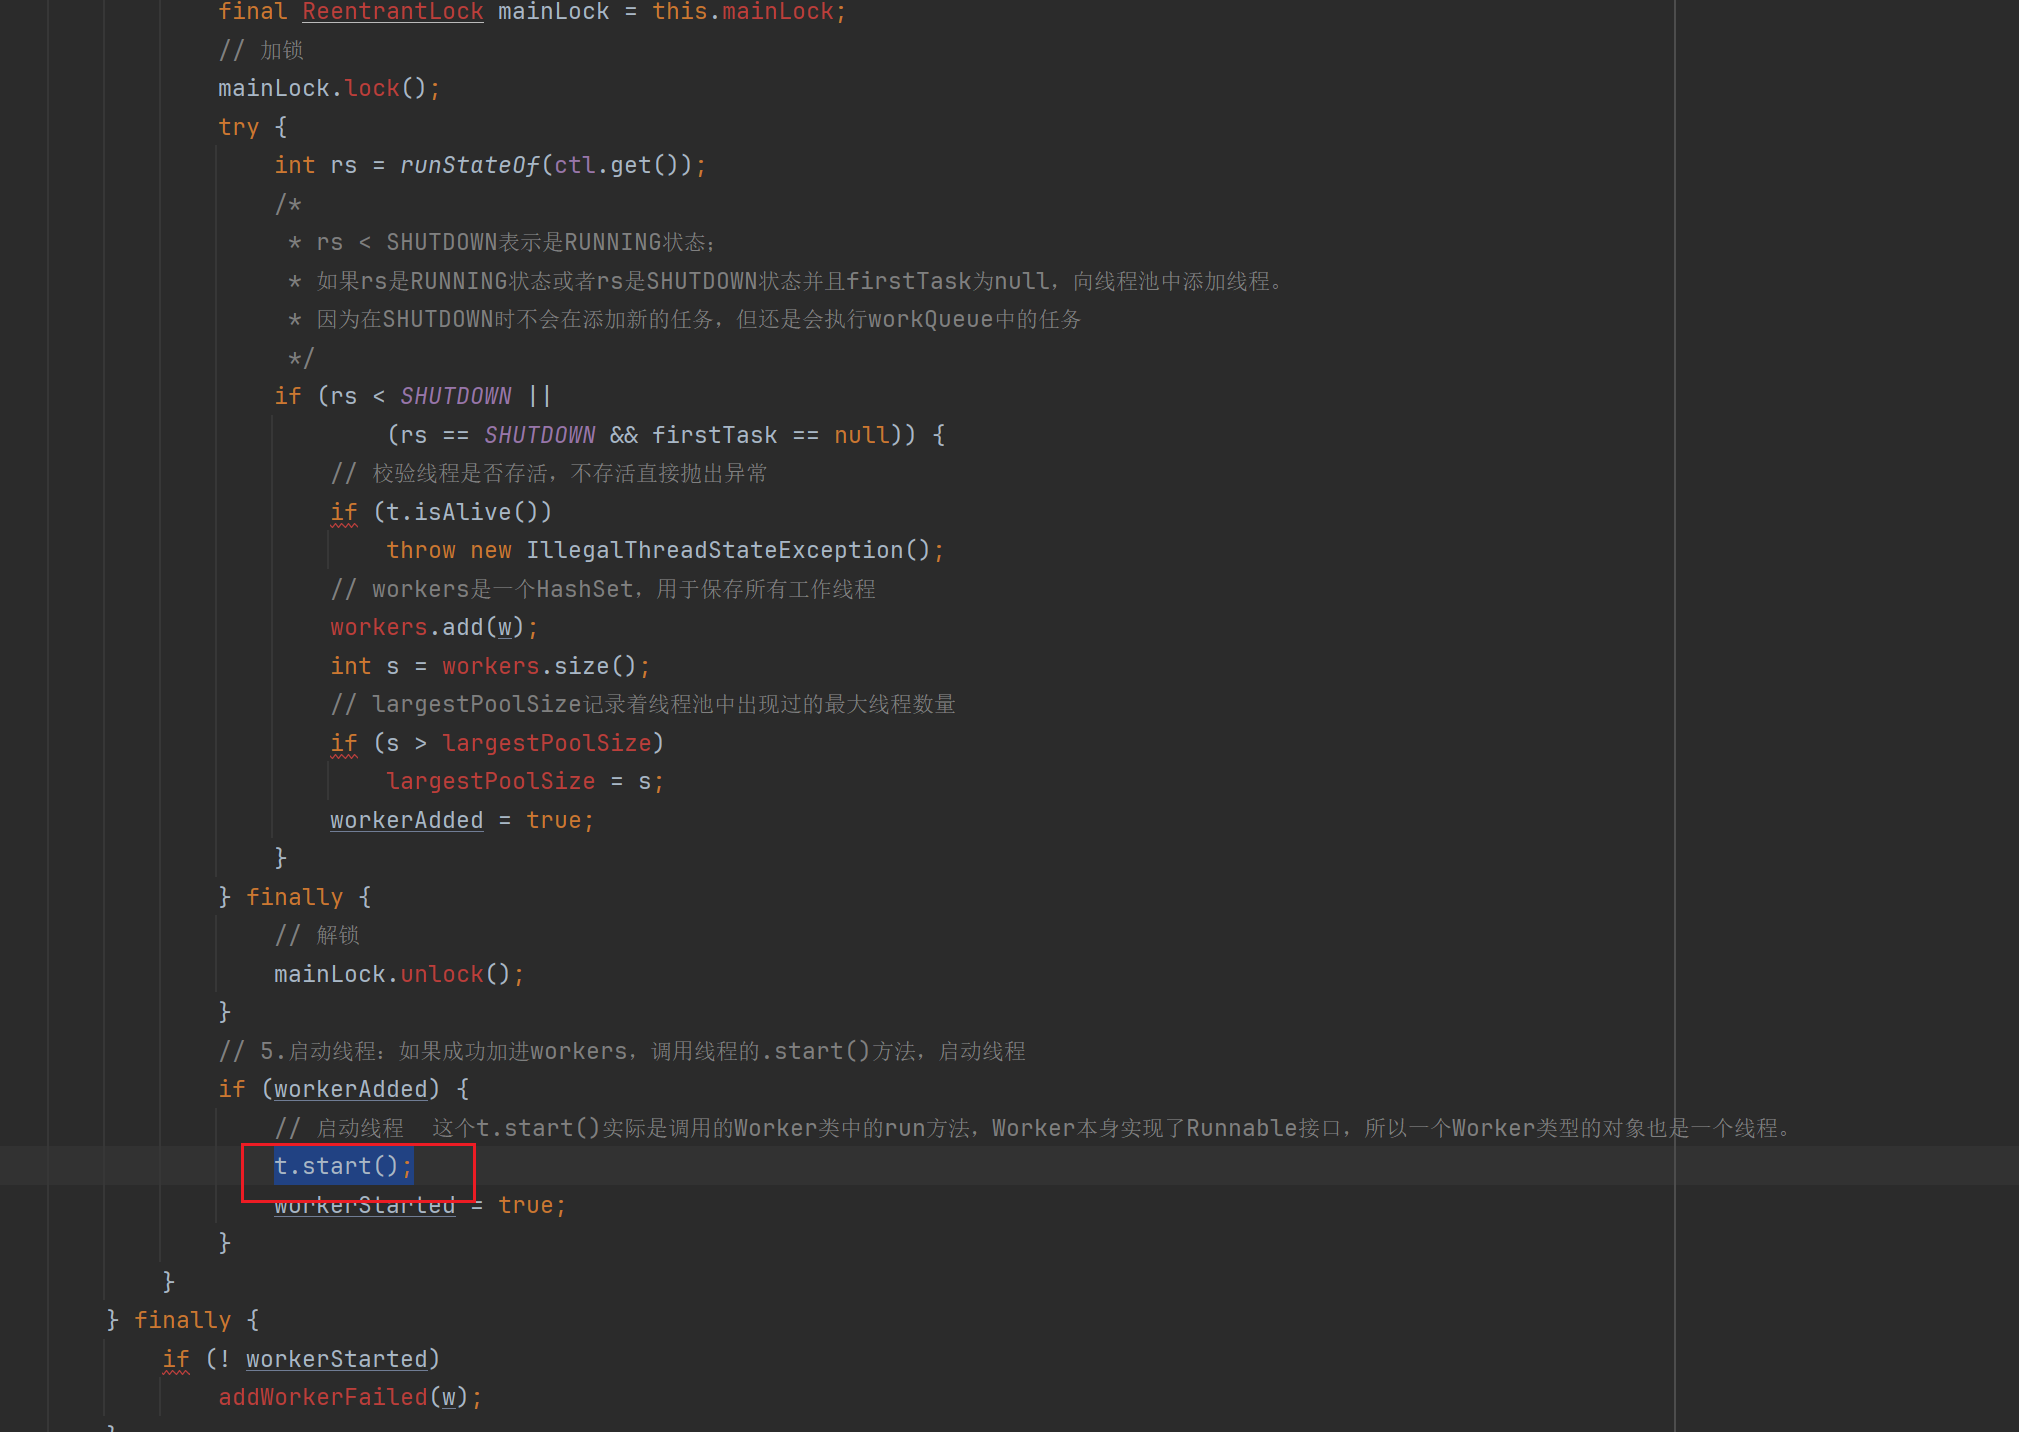 final ReentrantLock mainLock = this.mainLock;
// 加锁
mainLock.lock();
try {
int rs = runStateOf(ctl.get());
/*
* rs < SHUTDOWN表示是RUNNING状态;
* 如果rs是RUNNING状态或者rs是SHUTDOWN状态并且firstTask为null，向线程池中添加线程。
* 因为在SHUTDOWN时不会在添加新的任务，但还是会执行workQueue中的任务
*/
if (rs < SHUTDOWN ||
(rs == SHUTDOWN && firstTask == null)) {
// 校验线程是否存活，不存活直接抛出异常
if (t.isAlive())
throw new IllegalThreadStateException();
// workers是一个HashSet，用于保存所有工作线程
workers.add(w);
int s = workers.size();
// largestPoolSize记录着线程池中出现过的最大线程数量
if (s > largestPoolSize)
largestPoolSize = s;
workerAdded = true;
}
} finally {
// 解锁
mainLock.unlock();
}
// 5.启动线程：如果成功加进workers，调用线程的.start()方法，启动线程
if (workerAdded) {
// 启动线程  这个t.start()实际是调用的Worker类中的run方法，Worker本身实现了Runnable接口，所以一个Worker类型的对象也是一个线程。
t.start();
workerStarted = true;
}
}
} finally {
if (! workerStarted)
addWorkerFailed(w);
}